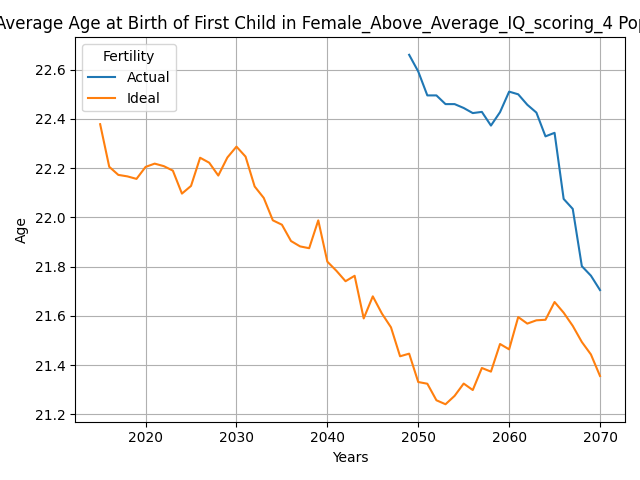 Average Age at Birth of First Child in Female_Above_Average_IQ_scoring_4 Pop
Fertility
Actual
Ideal
22.6
22.4
22.2
22.0
21.8
21.6
21.4
21.2
Age
2020 2030 2040 2050 2060 2070
Years